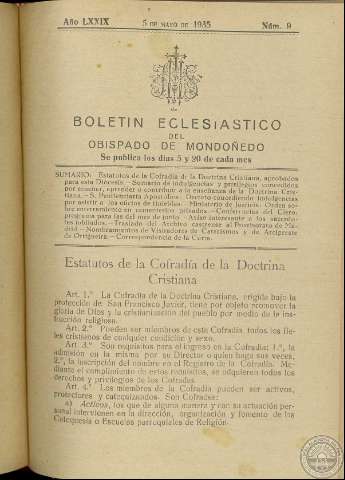 Año LXXIX 5 DE MAYO DE 1935 Núm. 9
BOLETIN ECLESIASTICO
DEL
OBISPADO DE MONDOÑEDO
Se publica los días 5 y 20 de cada mes
SUMARIO. Estatutos de la Cofradía de la Doctrina Cristiana, aprobados
para esta Diócesis.—Sumario de indulgencias y privilegios concedidos
por enseñar, aprender o contribuir a la enseñanza de la Doctrina Cris-
tiana.—S. Penitenciaría Apostólica. Decreto concediendo indulgencias
por asistir a los oficios de tinieblas.—Ministerio de Justicia. Orden so-
bre enterramientos en cementerios privados.—Conferencias del Clero:
programa para las del mes de junio.—Aviso interesante a los sacerdo-
tes jubilados.—Traslado del Archivo castrense al Provisorato de Ma-
drid.—Nombramientos de Visitadores de Catecismos y de Arcipreste
de Ortigueira.—Correspondencia de la Curia.
Estatutos de la Cofradía de la Doctrina
Cristiana
Art. 1.° La Cofradía de la Doctrina Cristiana, erigida bajo la
protección de San Francisco Javier, tiene por objeto promover la
gloria de Dios y la cristianización del pueblo por medio de la ins-
trucción religiosa.
Art. 2.° Pueden ser miembros de esta Cofradía todos los fie-
les cristianos de cualquier condición y sexo.
Art. 3.° Son requisitos para el ingreso en la Cofradía: 1.°, la
admisión en la misma por su Director o quien haga sus veces,
2.°, la inscripción del nombre en el Registro de la Cofradía. Me-
diante el cumplimiento de estos requisitos, se adquieren todos los
derechos y privilegios de los Cofrades.
Art. 4.° Los miembros de la Cofradía pueden ser activos,
protectores y catequizados. Son Cofrades:
a) Activos, los que de alguna manera y con su actuación per-
sonal intervienen en la dirección, organización y fomento de las
Catequesis o Escuelas parroquiales de Religión.